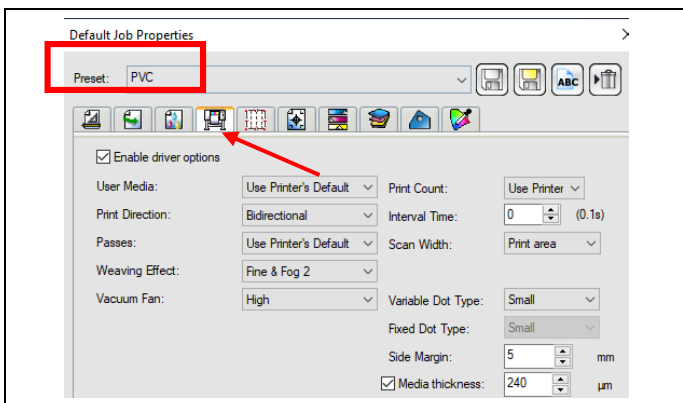 Default Job Properties
Preset: PVC
ABC
Enable driver options
User Media: Use Printer's Default Print Count: Use Printer
Print Direction: Bidirectional Interval Time: 0 (0.1s)
Passes: Use Printer's Default Scan Width: Print area
Weaving Effect: Fine & Fog 2
Vacuum Fan: High Variable Dot Type: Small
Fixed Dot Type: Small
Side Margin: 5 mm
Media thickness: 240 µm